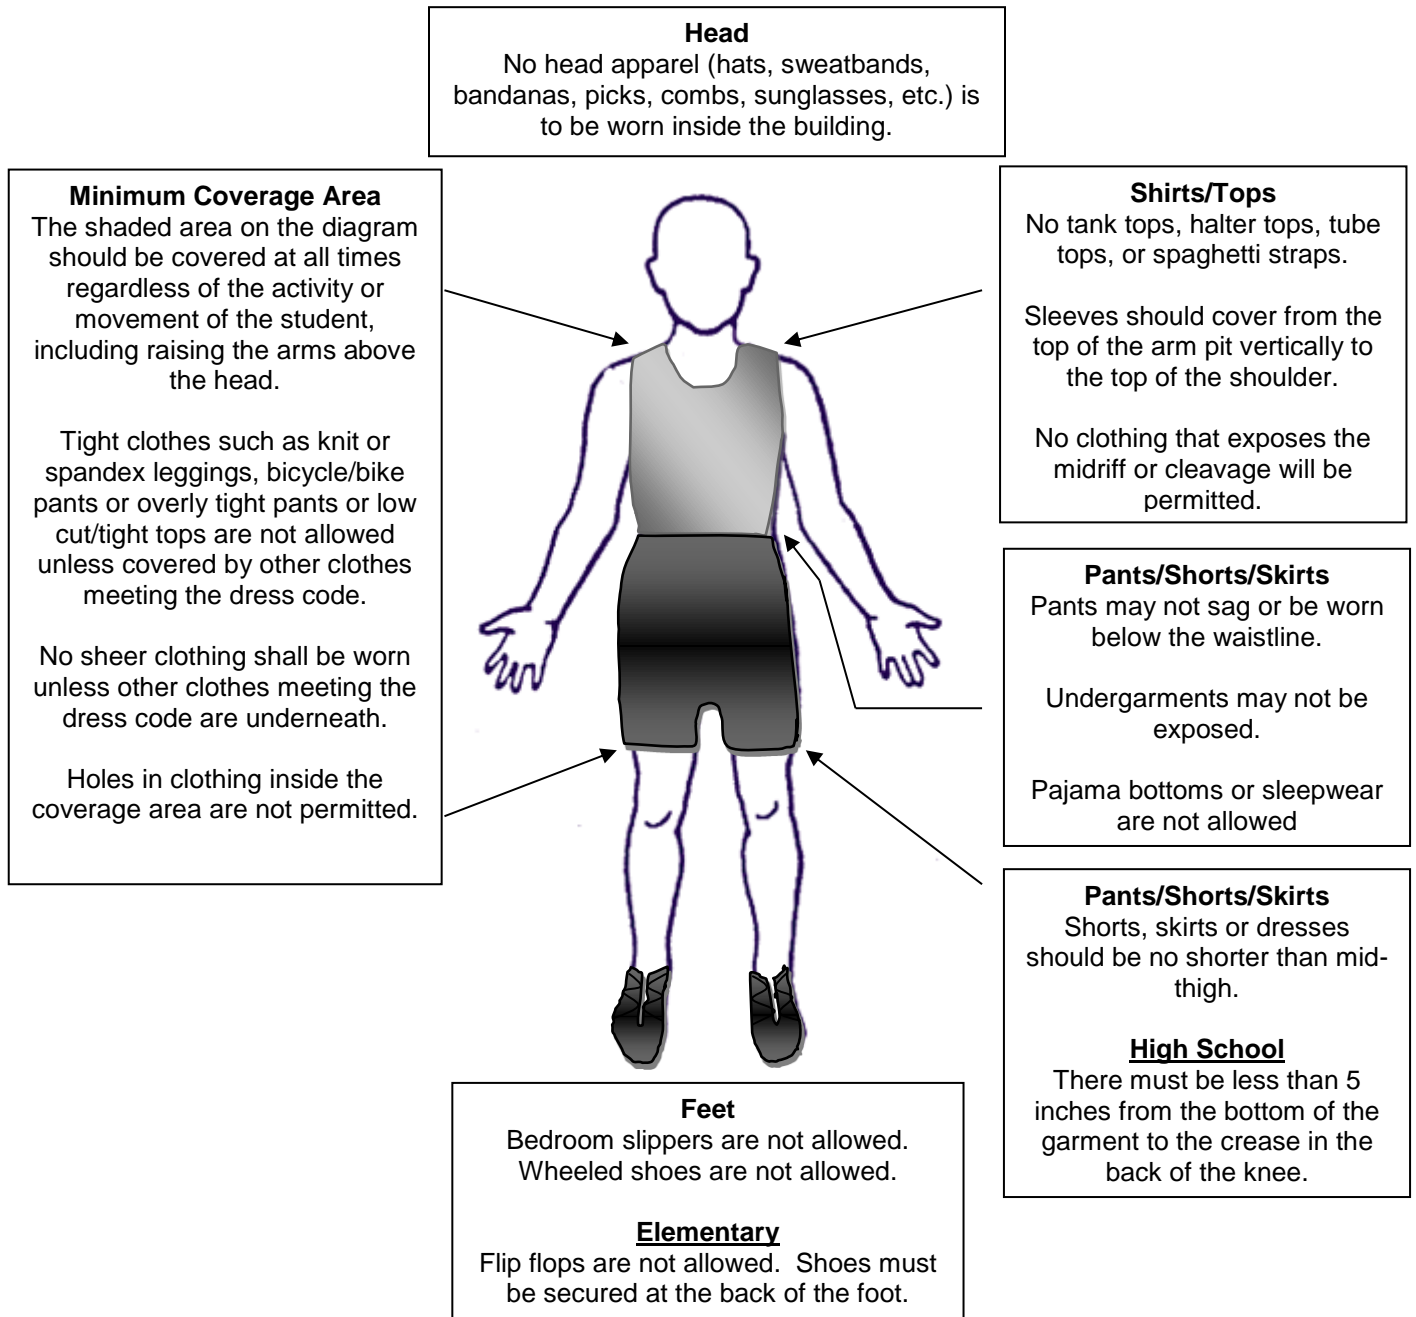 Head
No head apparel (hats, sweatbands,
bandanas, picks, combs, sunglasses, etc.) is
to be worn inside the building.
Minimum Coverage Area
The shaded area on the diagram
should be covered at all times
regardless of the activity or
movement of the student,
including raising the arms above
the head.
Tight clothes such as knit or
spandex leggings, bicycle/bike
pants or overly tight pants or low
cut/tight tops are not allowed
unless covered by other clothes
meeting the dress code.
No sheer clothing shall be worn
unless other clothes meeting the
dress code are underneath.
Holes in clothing inside the
coverage area are not permitted.
Shirts/Tops
No tank tops, halter tops, tube
tops, or spaghetti straps.
Sleeves should cover from the
top of the arm pit vertically to
the top of the shoulder.
No clothing that exposes the
midriff or cleavage will be
permitted.
Pants/Shorts/Skirts
Pants may not sag or be worn
below the waistline.
Undergarments may not be
exposed.
Pajama bottoms or sleepwear
are not allowed
Pants/Shorts/Skirts
Shorts, skirts or dresses
should be no shorter than mid-
thigh.
High School
There must be less than 5
inches from the bottom of the
garment to the crease in the
back of the knee.
Feet
Bedroom slippers are not allowed.
Wheeled shoes are not allowed.
Elementary
Flip flops are not allowed.  Shoes must
be secured at the back of the foot.